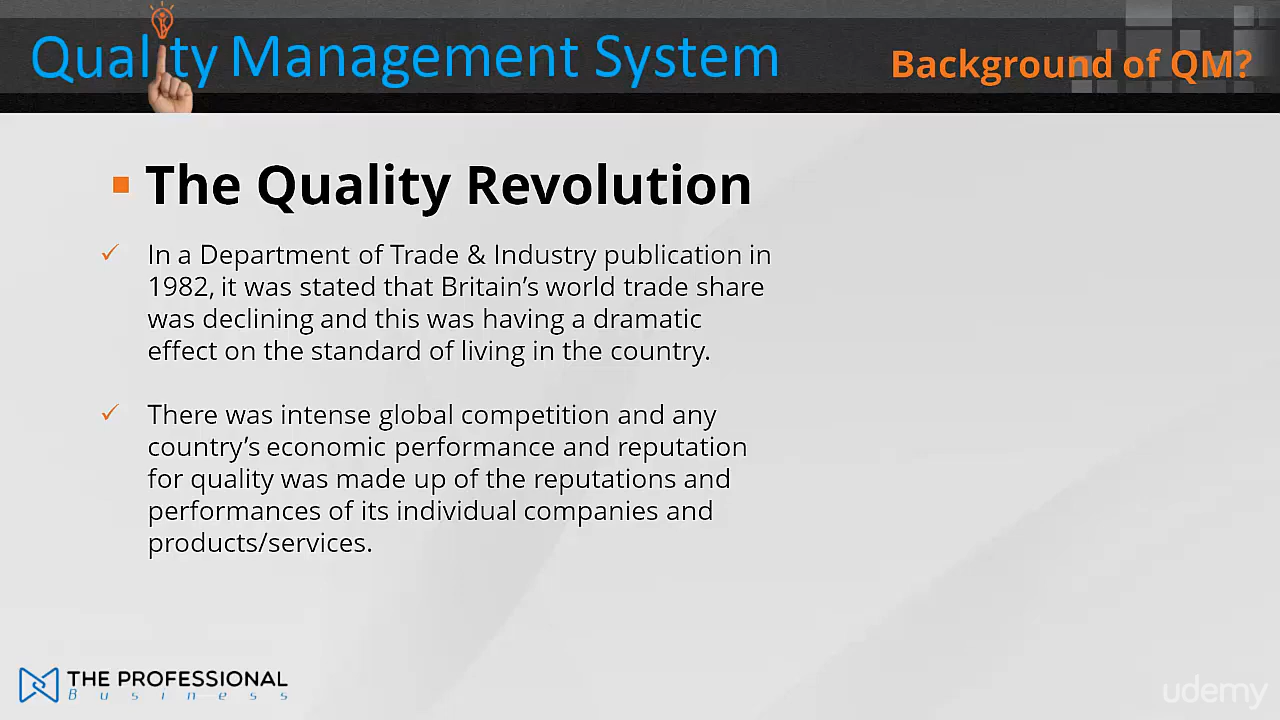 Quality Management System
Background of QM?
The Quality Revolution
In a Department of Trade & Industry publication in
1982, it was stated that Britain’s world trade share
was declining and this was having a dramatic
effect on the standard of living in the country.
There was intense global competition and any
country’s economic performance and reputation
for quality was made up of the reputations and
performances of its individual companies and
products/services.
THE PROFESSIONAL
Business
udemy